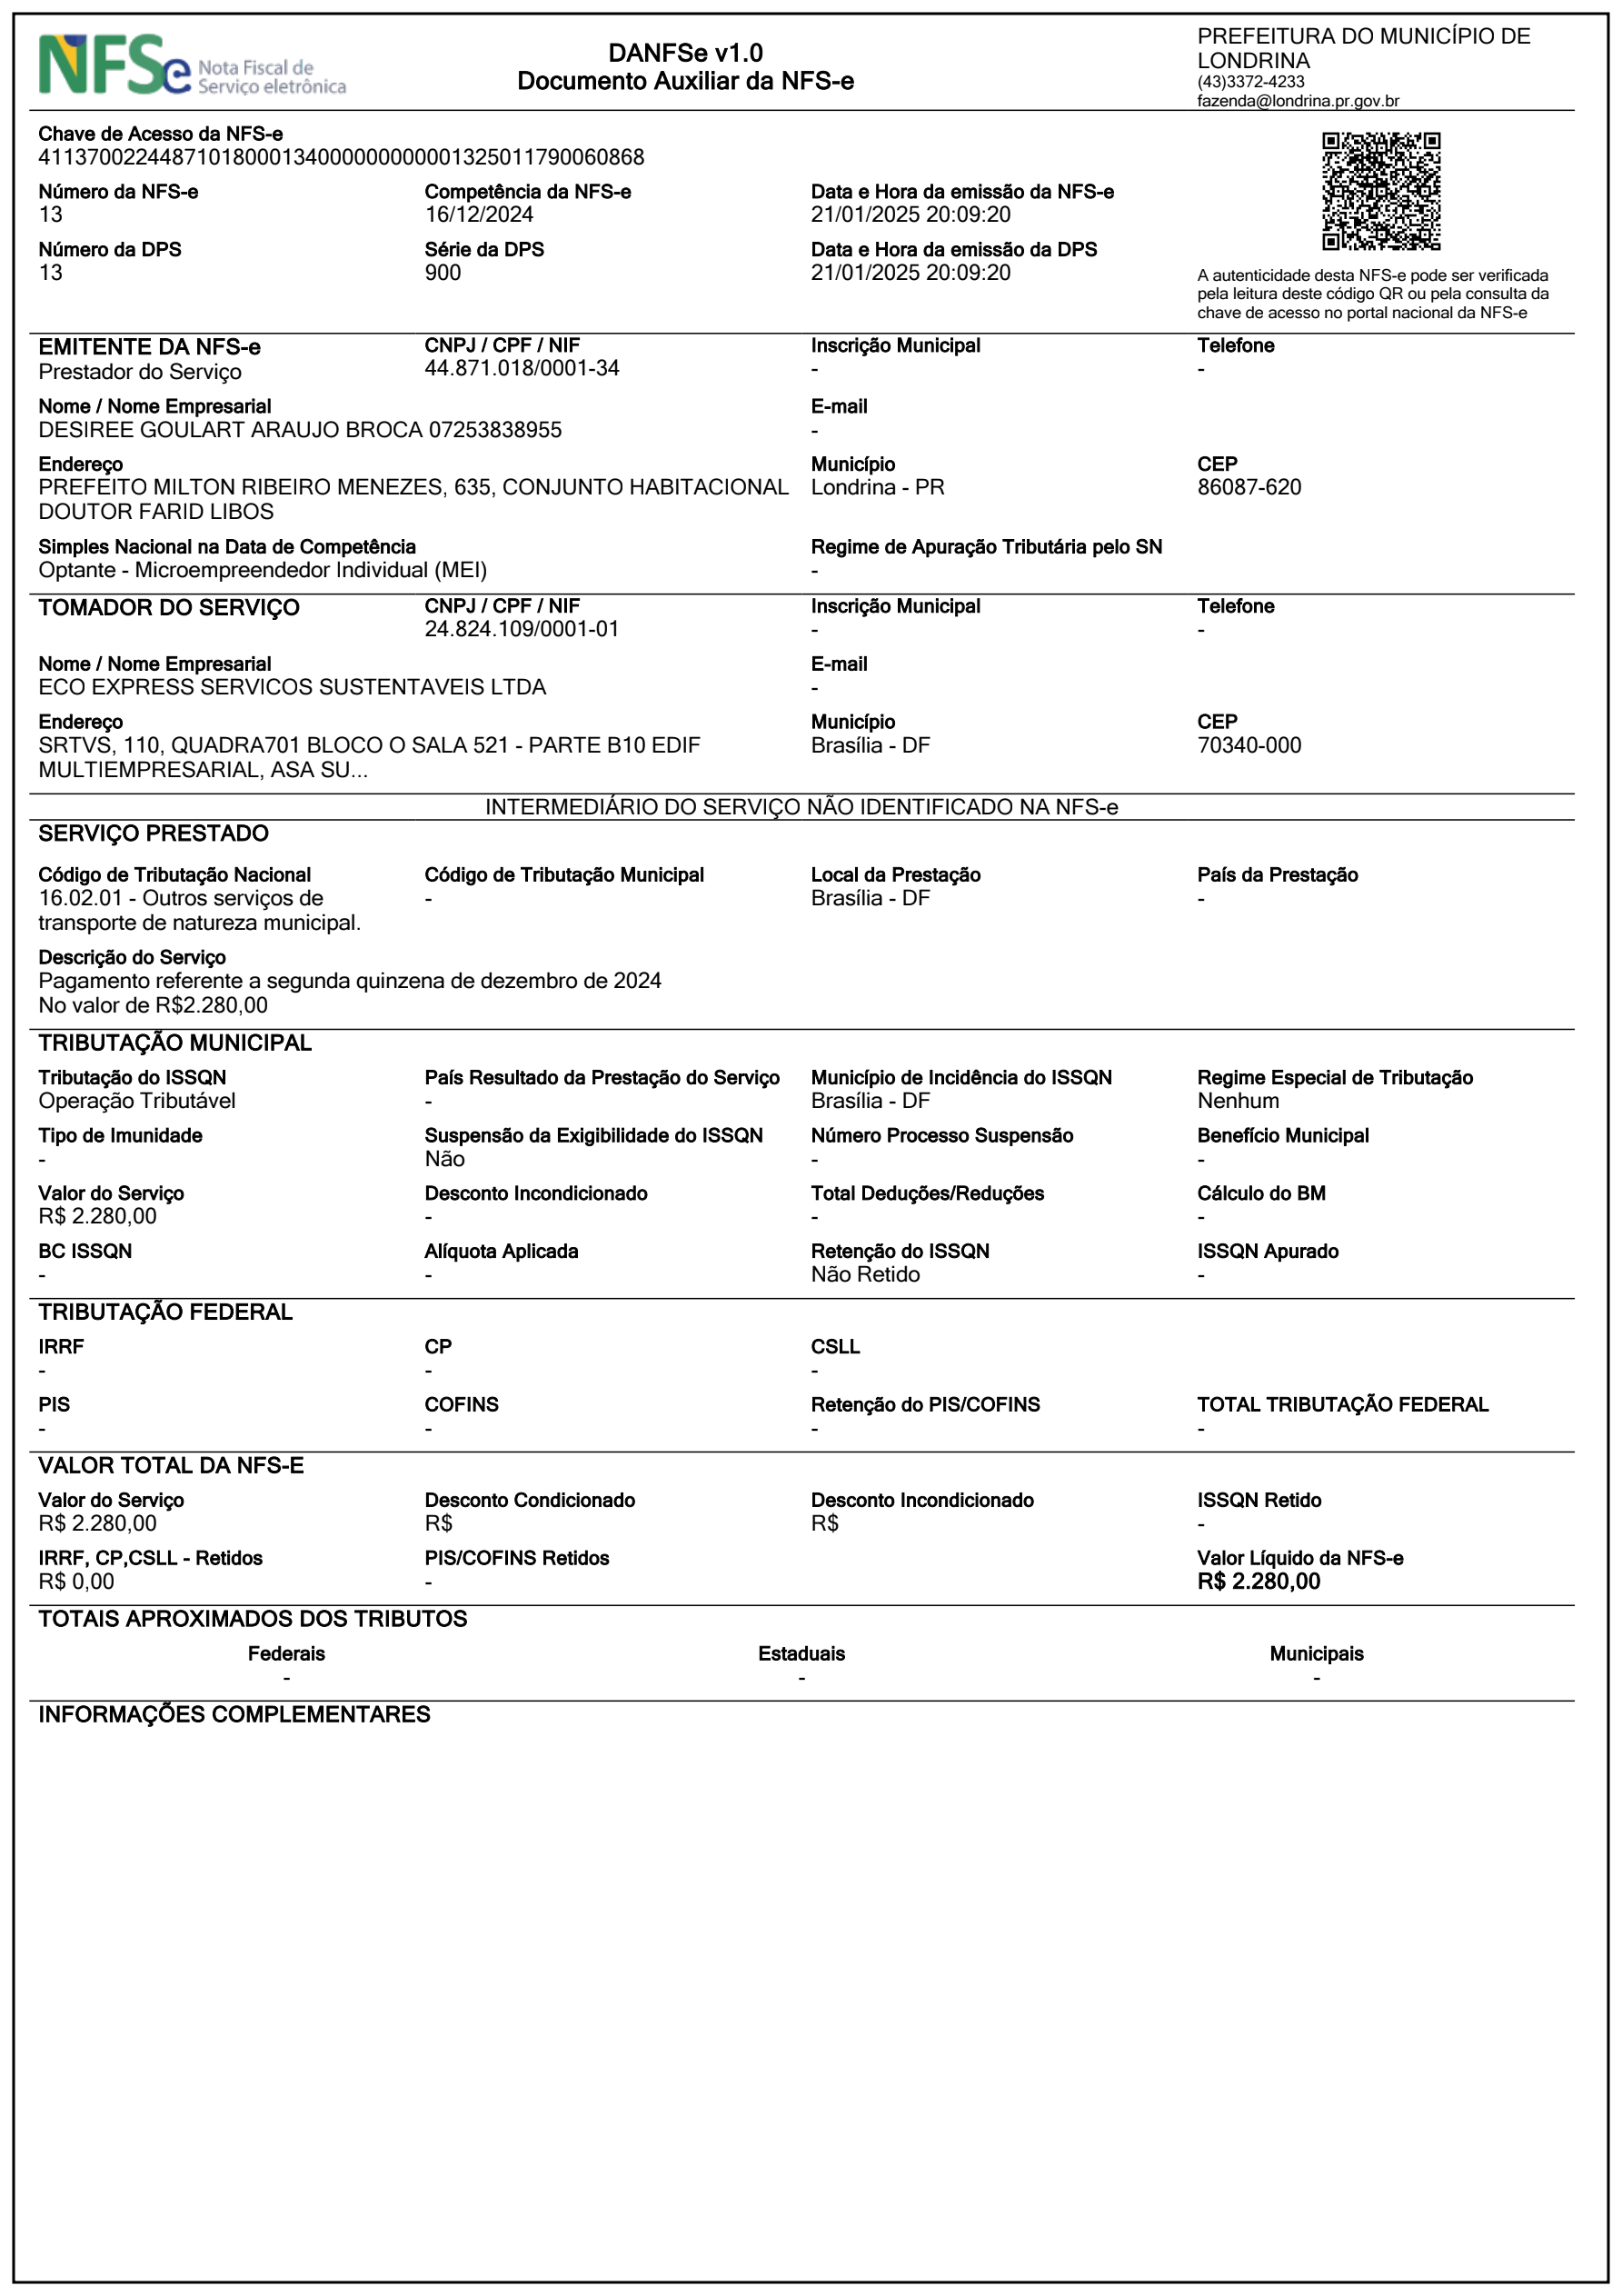 NFSe Nota Fiscal de
Serviço eletrônica
DANFSe v1.0
Documento Auxiliar da NFS-e
PREFEITURA DO MUNICÍPIO DE
LONDRINA
(43)3372-4233
fazenda@londrina.pr.gov.br
Chave de Acesso da NFS-e
41137002244871018000134000000000001325011790060868
Número da NFS-e Competência da NFS-e Data e Hora da emissão da NFS-e
13 16/12/2024 21/01/2025 20:09:20
Número da DPS Série da DPS Data e Hora da emissão da DPS
13 900 21/01/2025 20:09:20
A autenticidade desta NFS-e pode ser verificada
pela leitura deste código QR ou pela consulta da
chave de acesso no portal nacional da NFS-e
EMITENTE DA NFS-e CNPJ / CPF / NIF Inscrição Municipal Telefone
Prestador do Serviço 44.871.018/0001-34 - -
Nome / Nome Empresarial E-mail
DESIREE GOULART ARAUJO BROCA 07253838955 -
Endereço Município CEP
PREFEITO MILTON RIBEIRO MENEZES, 635, CONJUNTO HABITACIONAL Londrina - PR 86087-620
DOUTOR FARID LIBOS
Simples Nacional na Data de Competência Regime de Apuração Tributária pelo SN
Optante - Microempreendedor Individual (MEI) -
TOMADOR DO SERVIÇO CNPJ / CPF / NIF Inscrição Municipal Telefone
24.824.109/0001-01 - -
Nome / Nome Empresarial E-mail
ECO EXPRESS SERVICOS SUSTENTAVEIS LTDA -
Endereço Município CEP
SRTVS, 110, QUADRA701 BLOCO O SALA 521 - PARTE B10 EDIF Brasília - DF 70340-000
MULTIEMPRESARIAL, ASA SU...
INTERMEDIÁRIO DO SERVIÇO NÃO IDENTIFICADO NA NFS-e
SERVIÇO PRESTADO
Código de Tributação Nacional Código de Tributação Municipal Local da Prestação País da Prestação
16.02.01 - Outros serviços de - Brasília - DF -
transporte de natureza municipal.
Descrição do Serviço
Pagamento referente a segunda quinzena de dezembro de 2024
No valor de R$2.280,00
TRIBUTAÇÃO MUNICIPAL
Tributação do ISSQN País Resultado da Prestação do Serviço Município de Incidência do ISSQN Regime Especial de Tributação
Operação Tributável - Brasília - DF Nenhum
Tipo de Imunidade Suspensão da Exigibilidade do ISSQN Número Processo Suspensão Benefício Municipal
- Não - -
Valor do Serviço Desconto Incondicionado Total Deduções/Reduções Cálculo do BM
R$ 2.280,00 - - -
BC ISSQN Alíquota Aplicada Retenção do ISSQN ISSQN Apurado
- - Não Retido -
TRIBUTAÇÃO FEDERAL
IRRF CP CSLL
- - -
PIS COFINS Retenção do PIS/COFINS TOTAL TRIBUTAÇÃO FEDERAL
- - - -
VALOR TOTAL DA NFS-E
Valor do Serviço Desconto Condicionado Desconto Incondicionado ISSQN Retido
R$ 2.280,00 R$ R$ -
IRRF, CP,CSLL - Retidos PIS/COFINS Retidos Valor Líquido da NFS-e
R$ 0,00 - R$ 2.280,00
TOTAIS APROXIMADOS DOS TRIBUTOS
Federais Estaduais Municipais
- - -
INFORMAÇÕES COMPLEMENTARES